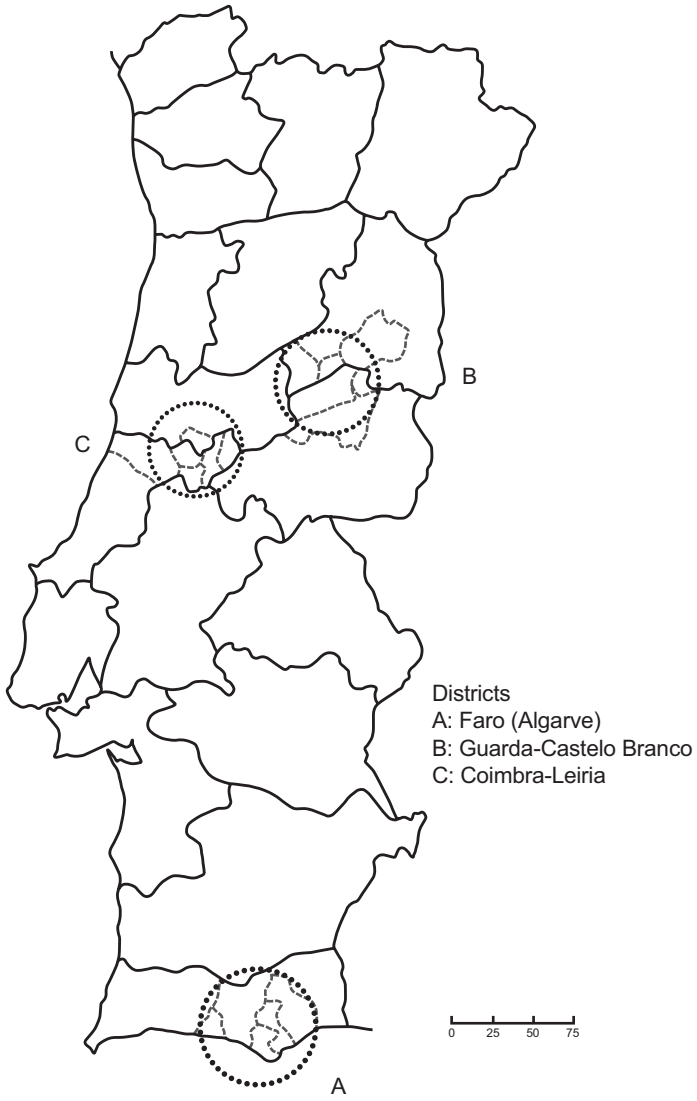 B
C
Districts
A: Faro (Algarve)
B: Guarda-Castelo Branco
C: Coimbra-Leiria
0 25 50 75
A